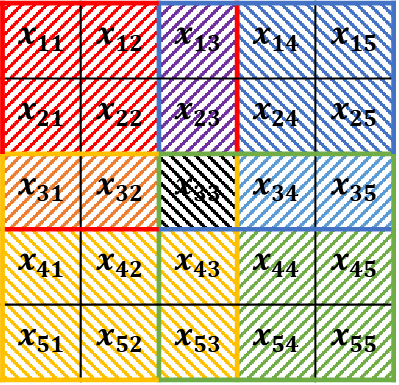 x11 x12 x13 x14 x15
x21 x22 x23 x24 x25
x31 x32 x33 x34 x35
x41 x42 x43 x44 x45
x51 x52 x53 x54 x55